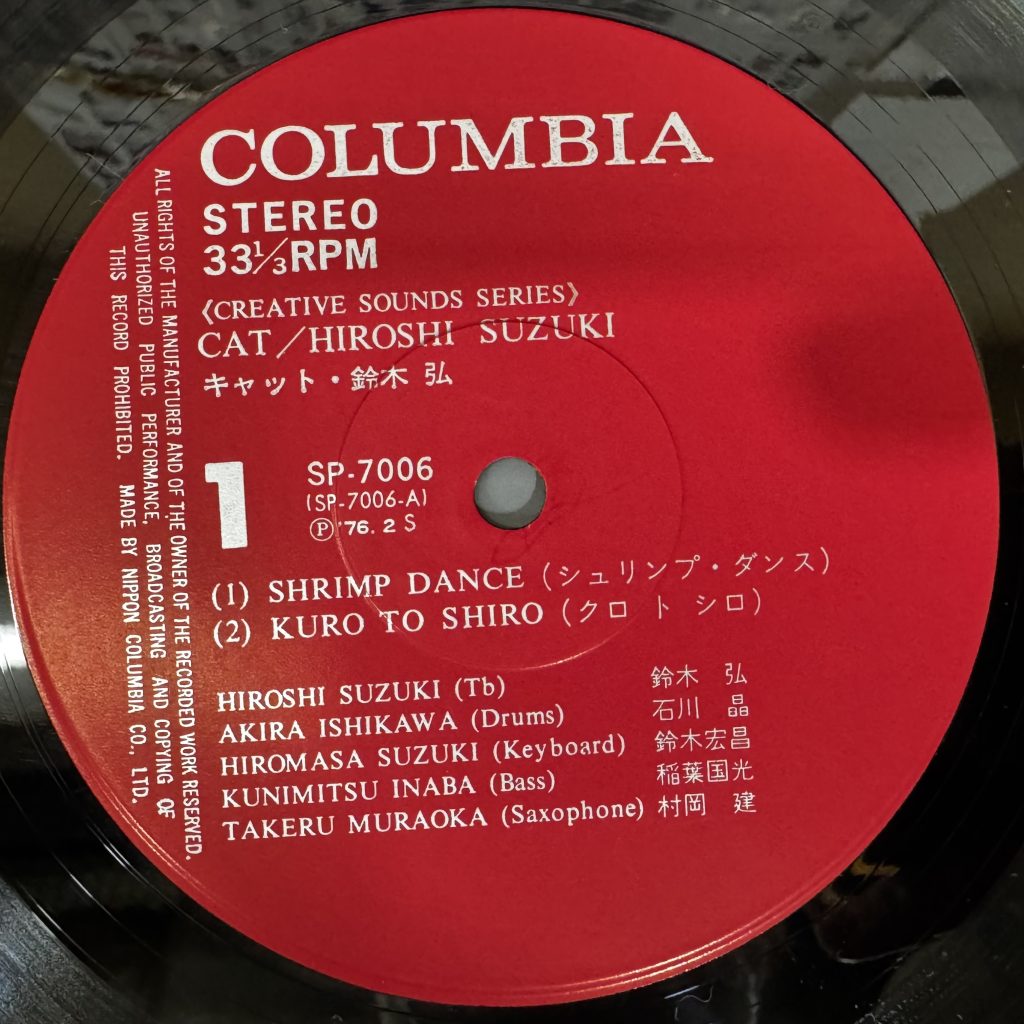 COLUMBIA
STEREO
33⅓RPM
〈CREATIVE SOUNDS SERIES〉
CAT/HIROSHI SUZUKI
キャット・鈴木 弘
1
SP-7006
(SP-7006-A)
Ⓟ '76. 2 S
(1) SHRIMP DANCE (シュリンプ・ダンス)
(2) KURO TO SHIRO (クロ ト シロ)
HIROSHI SUZUKI (Tb) 鈴木 弘
AKIRA ISHIKAWA (Drums) 石川 晶
HIROMASA SUZUKI (Keyboard) 鈴木宏昌
KUNIMITSU INABA (Bass) 稲葉国光
TAKERU MURAOKA (Saxophone) 村岡 建
ALL RIGHTS OF THE MANUFACTURER AND OF THE OWNER OF THE RECORDED WORK RESERVED.
UNAUTHORIZED PUBLIC PERFORMANCE, BROADCASTING AND COPYING OF
THIS RECORD PROHIBITED. MADE BY NIPPON COLUMBIA CO., LTD.